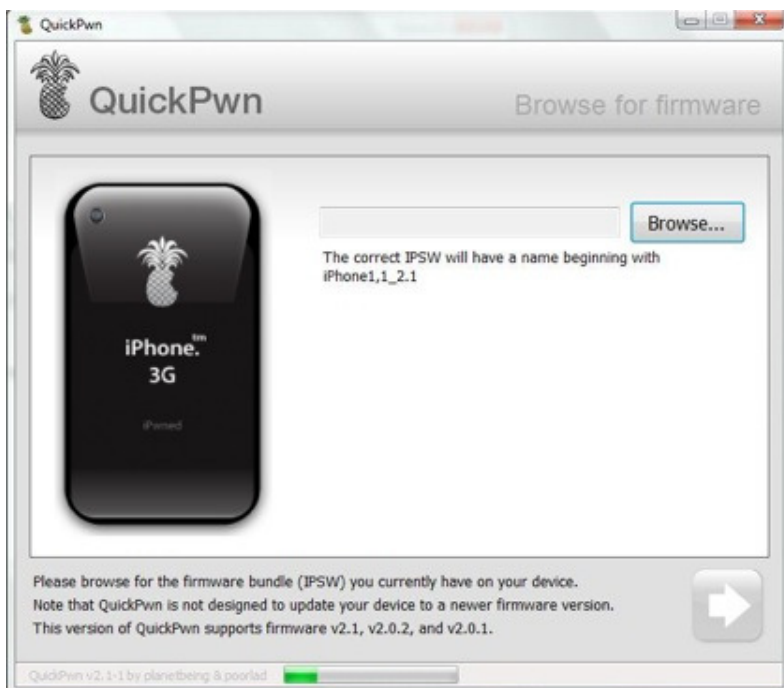 QuickPwn
QuickPwn
Browse for firmware
Browse...
The correct IPSW will have a name beginning with
iPhone1,1_2.1
iPhone.™
3G
iPwned
Please browse for the firmware bundle (IPSW) you currently have on your device.
Note that QuickPwn is not designed to update your device to a newer firmware version.
This version of QuickPwn supports firmware v2.1, v2.0.2, and v2.0.1.
QuickPwn v2.1-1 by planetbeing & poorlad